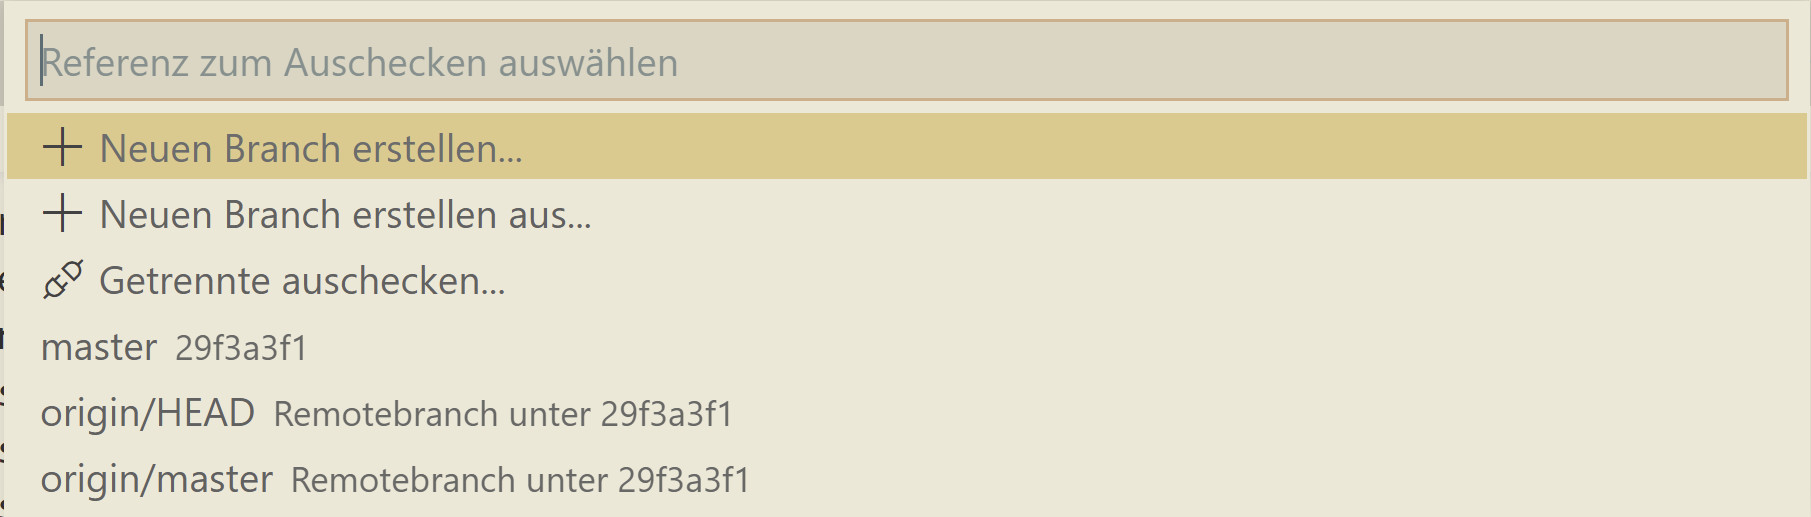 Referenz zum Auschecken auswählen
Neuen Branch erstellen...
Neuen Branch erstellen aus...
Getrennte auschecken...
master 29f3a3f1
origin/HEAD Remotebranch unter 29f3a3f1
origin/master Remotebranch unter 29f3a3f1